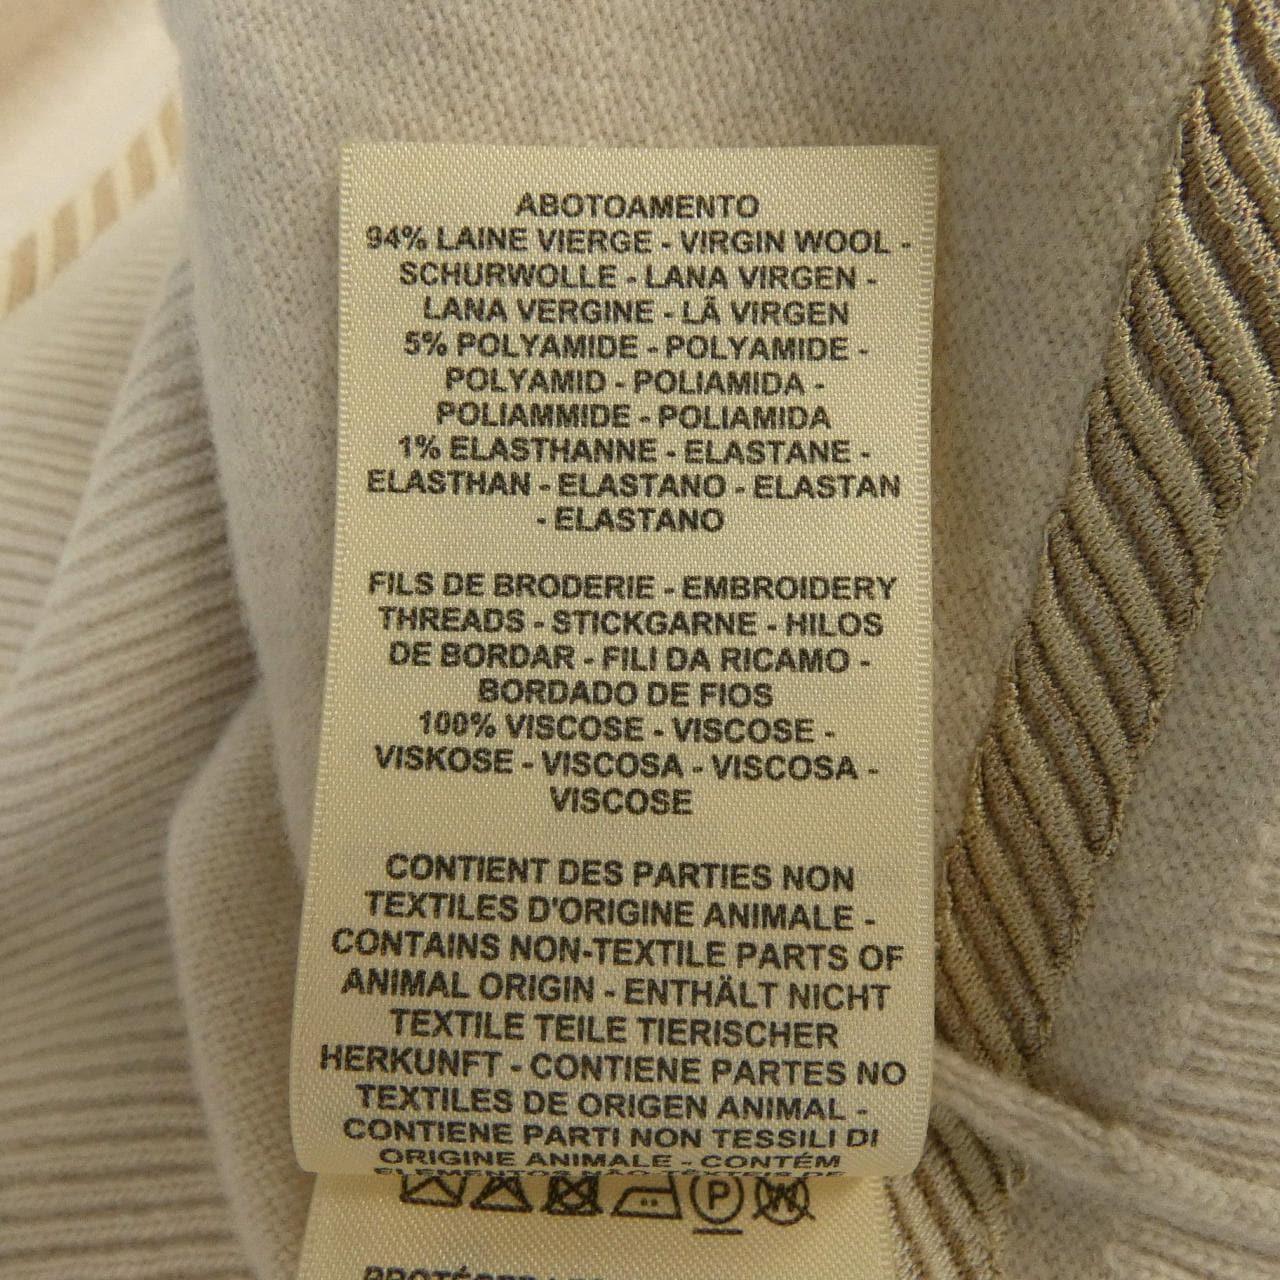 ABOTOAMENTO
94% LAINE VIERGE - VIRGIN WOOL -
SCHURWOLLE - LANA VIRGEN -
LANA VERGINE - LÃ VIRGEN
5% POLYAMIDE - POLYAMIDE -
POLYAMID - POLIAMIDA -
POLIAMMIDE - POLIAMIDA
1% ELASTHANNE - ELASTANE -
ELASTHAN - ELASTANO - ELASTAN
- ELASTANO
FILS DE BRODERIE - EMBROIDERY
THREADS - STICKGARNE - HILOS
DE BORDAR - FILI DA RICAMO -
BORDADO DE FIOS
100% VISCOSE - VISCOSE -
VISKOSE - VISCOSA - VISCOSA -
VISCOSE
CONTIENT DES PARTIES NON
TEXTILES D'ORIGINE ANIMALE -
CONTAINS NON-TEXTILE PARTS OF
ANIMAL ORIGIN - ENTHÄLT NICHT
TEXTILE TEILE TIERISCHER
HERKUNFT - CONTIENE PARTES NO
TEXTILES DE ORIGEN ANIMAL -
CONTIENE PARTI NON TESSILI DI
ORIGINE ANIMALE - CONTÉM
ELEMENTOS NÃO TÊXTEIS DE
P W